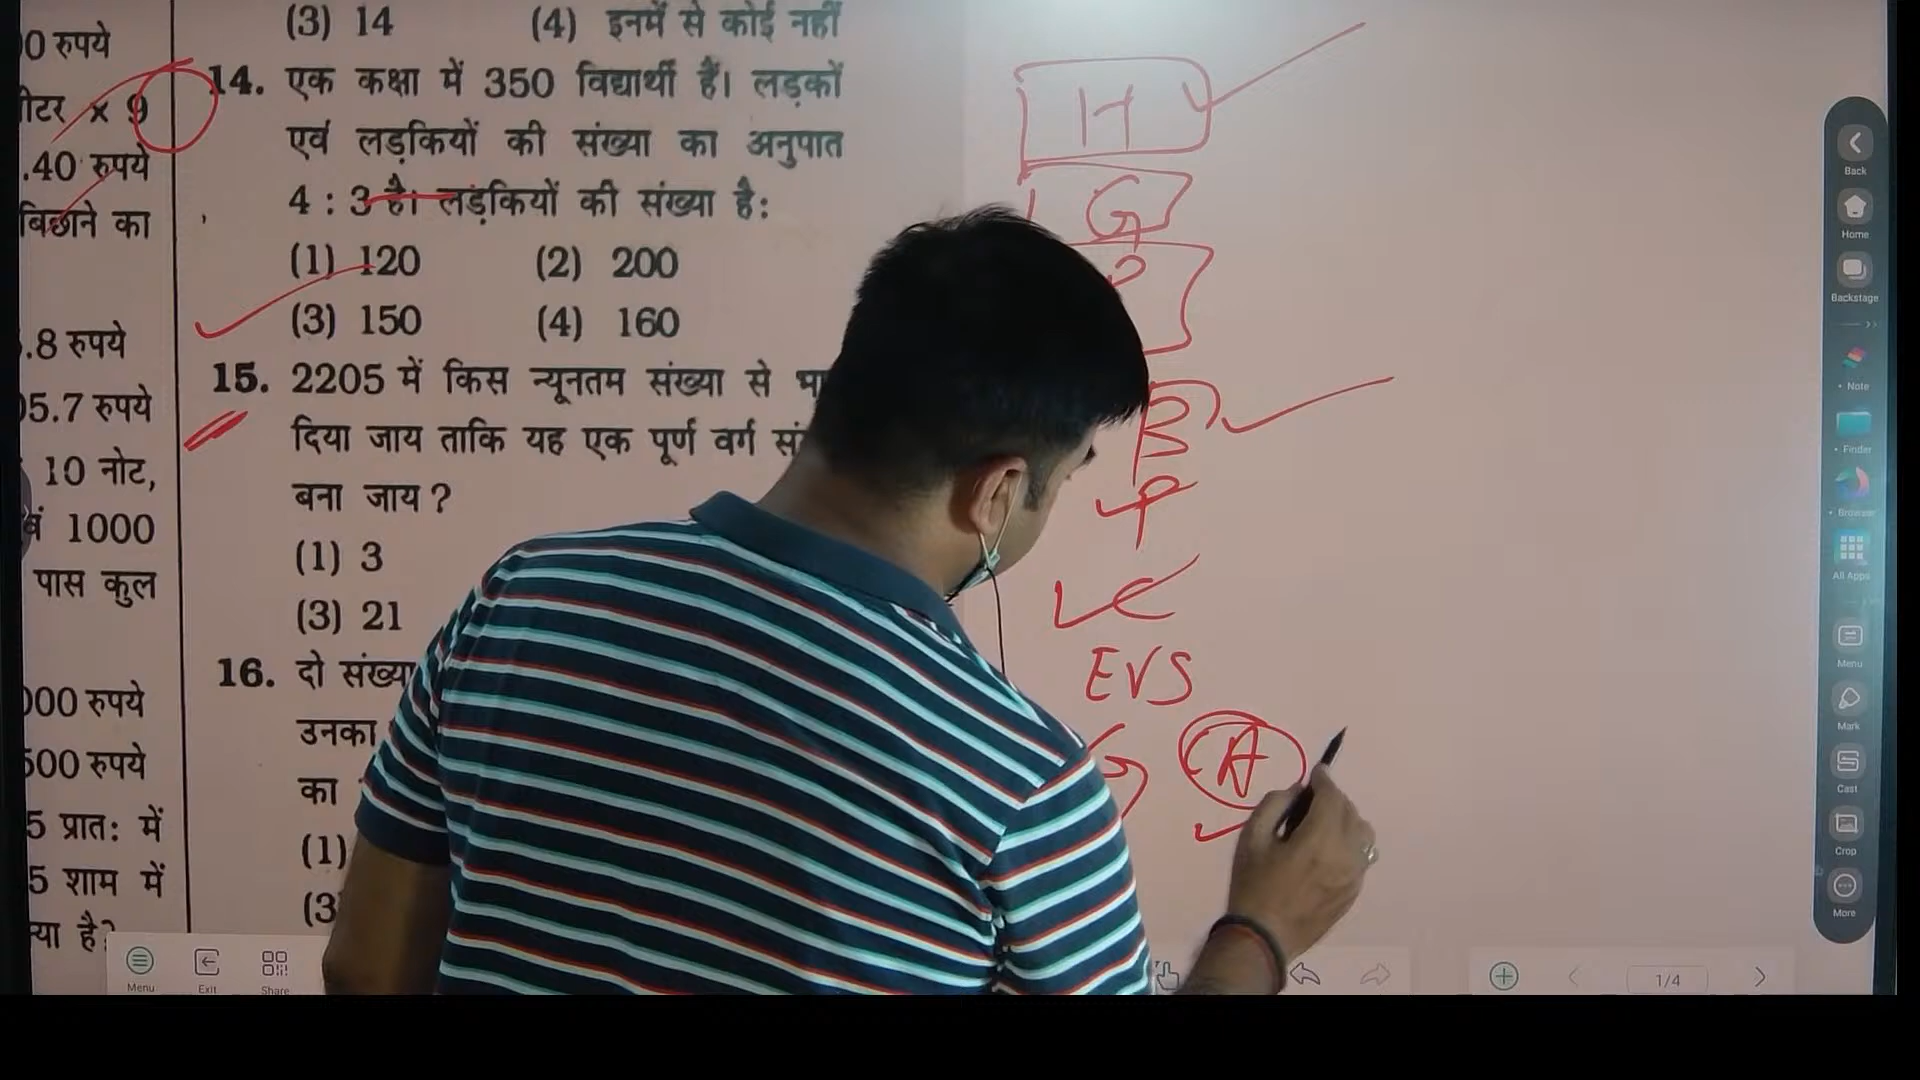 0 रुपये
ीटर × 9
.40 रुपये
बिछाने का
.8 रुपये
05.7 रुपये
10 नोट,
वं 1000
पास कुल
000 रुपये
500 रुपये
5 प्रात: में
5 शाम में
या है?
(3) 14 (4) इनमें से कोई नहीं
14. एक कक्षा में 350 विद्यार्थी हैं। लड़कों
एवं लड़कियों की संख्या का अनुपात
4 : 3 है। लड़कियों की संख्या है:
(1) 120 (2) 200
(3) 150 (4) 160
15. 2205 में किस न्यूनतम संख्या से भा
दिया जाय ताकि यह एक पूर्ण वर्ग सं
बना जाय ?
(1) 3
(3) 21
16. दो संख्या
उनका
का
(1)
(3
H
G
P
B
P
C
EVS
A
Back
Home
Backstage
Note
Finder
Browser
All Apps
Menu
Mark
Cast
Crop
More
Menu Exit Share 1/4